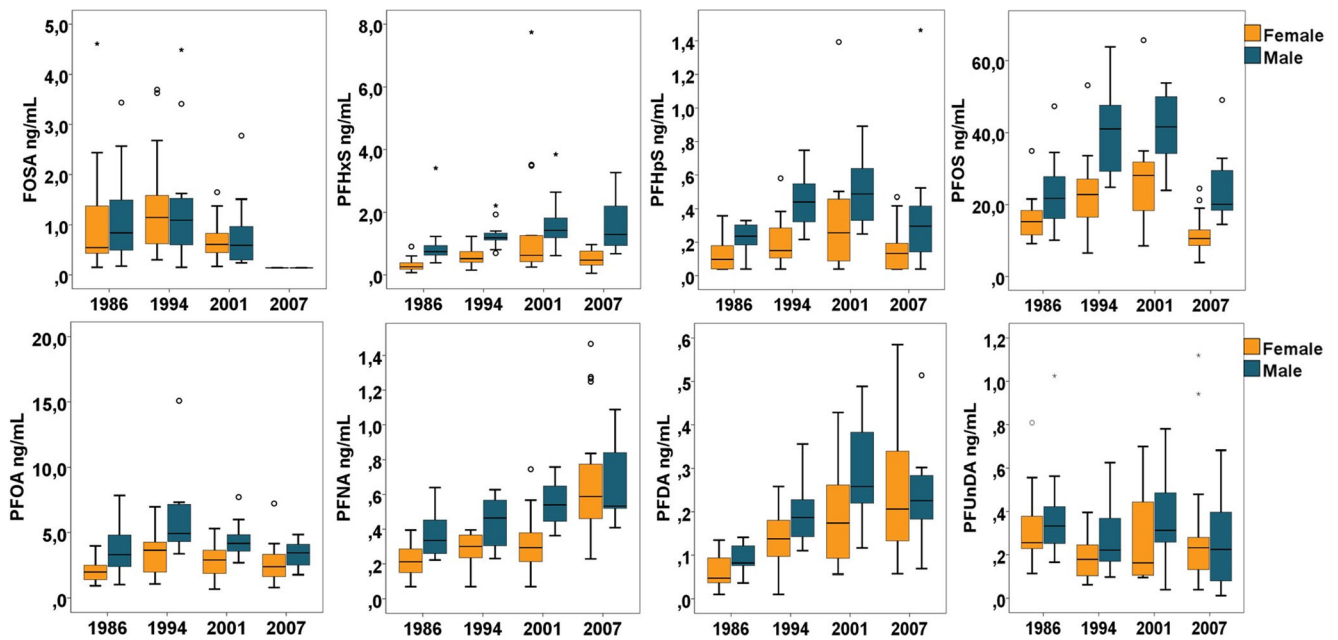 FOSA ng/mL
5,0
4,0
3,0
2,0
1,0
,0
1986 1994 2001 2007
PFHxS ng/mL
8,0
6,0
4,0
2,0
,0
1986 1994 2001 2007
PFHpS ng/mL
1,4
1,2
1,0
,8
,6
,4
,2
,0
1986 1994 2001 2007
PFOS ng/mL
60,0
40,0
20,0
,0
1986 1994 2001 2007
Female
Male
PFOA ng/mL
20,0
15,0
10,0
5,0
,0
1986 1994 2001 2007
PFNA ng/mL
1,4
1,2
1,0
,8
,6
,4
,2
,0
1986 1994 2001 2007
PFDA ng/mL
,6
,5
,4
,3
,2
,1
,0
1986 1994 2001 2007
PFUnDA ng/mL
1,2
1,0
,8
,6
,4
,2
,0
1986 1994 2001 2007
Female
Male